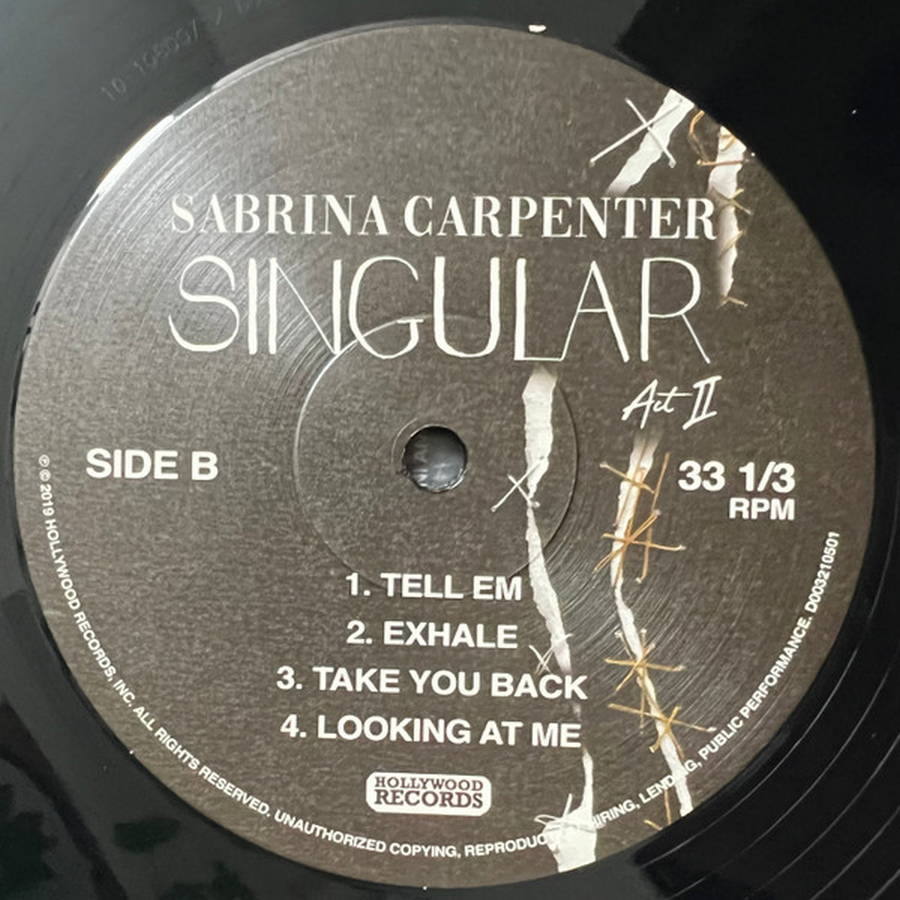 SABRINA CARPENTER
SINGULAR
Act II
SIDE B
33 1/3
RPM
1. TELL EM
2. EXHALE
3. TAKE YOU BACK
4. LOOKING AT ME
HOLLYWOOD
RECORDS
℗ © 2019 HOLLYWOOD RECORDS, INC. ALL RIGHTS RESERVED. UNAUTHORIZED COPYING, HIRING, LENDING, PUBLIC PERFORMANCE. D003210501